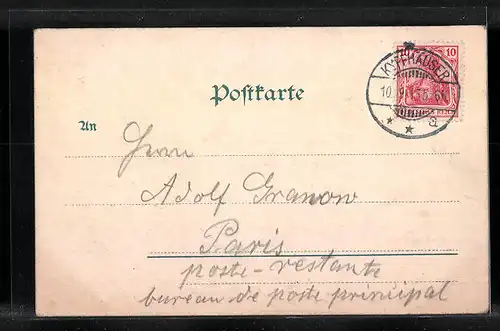 10
KYFFHÄUSER
Postkarte
An
Herrn
Adolf Granow
Paris
poste-restante
bureau de poste principal